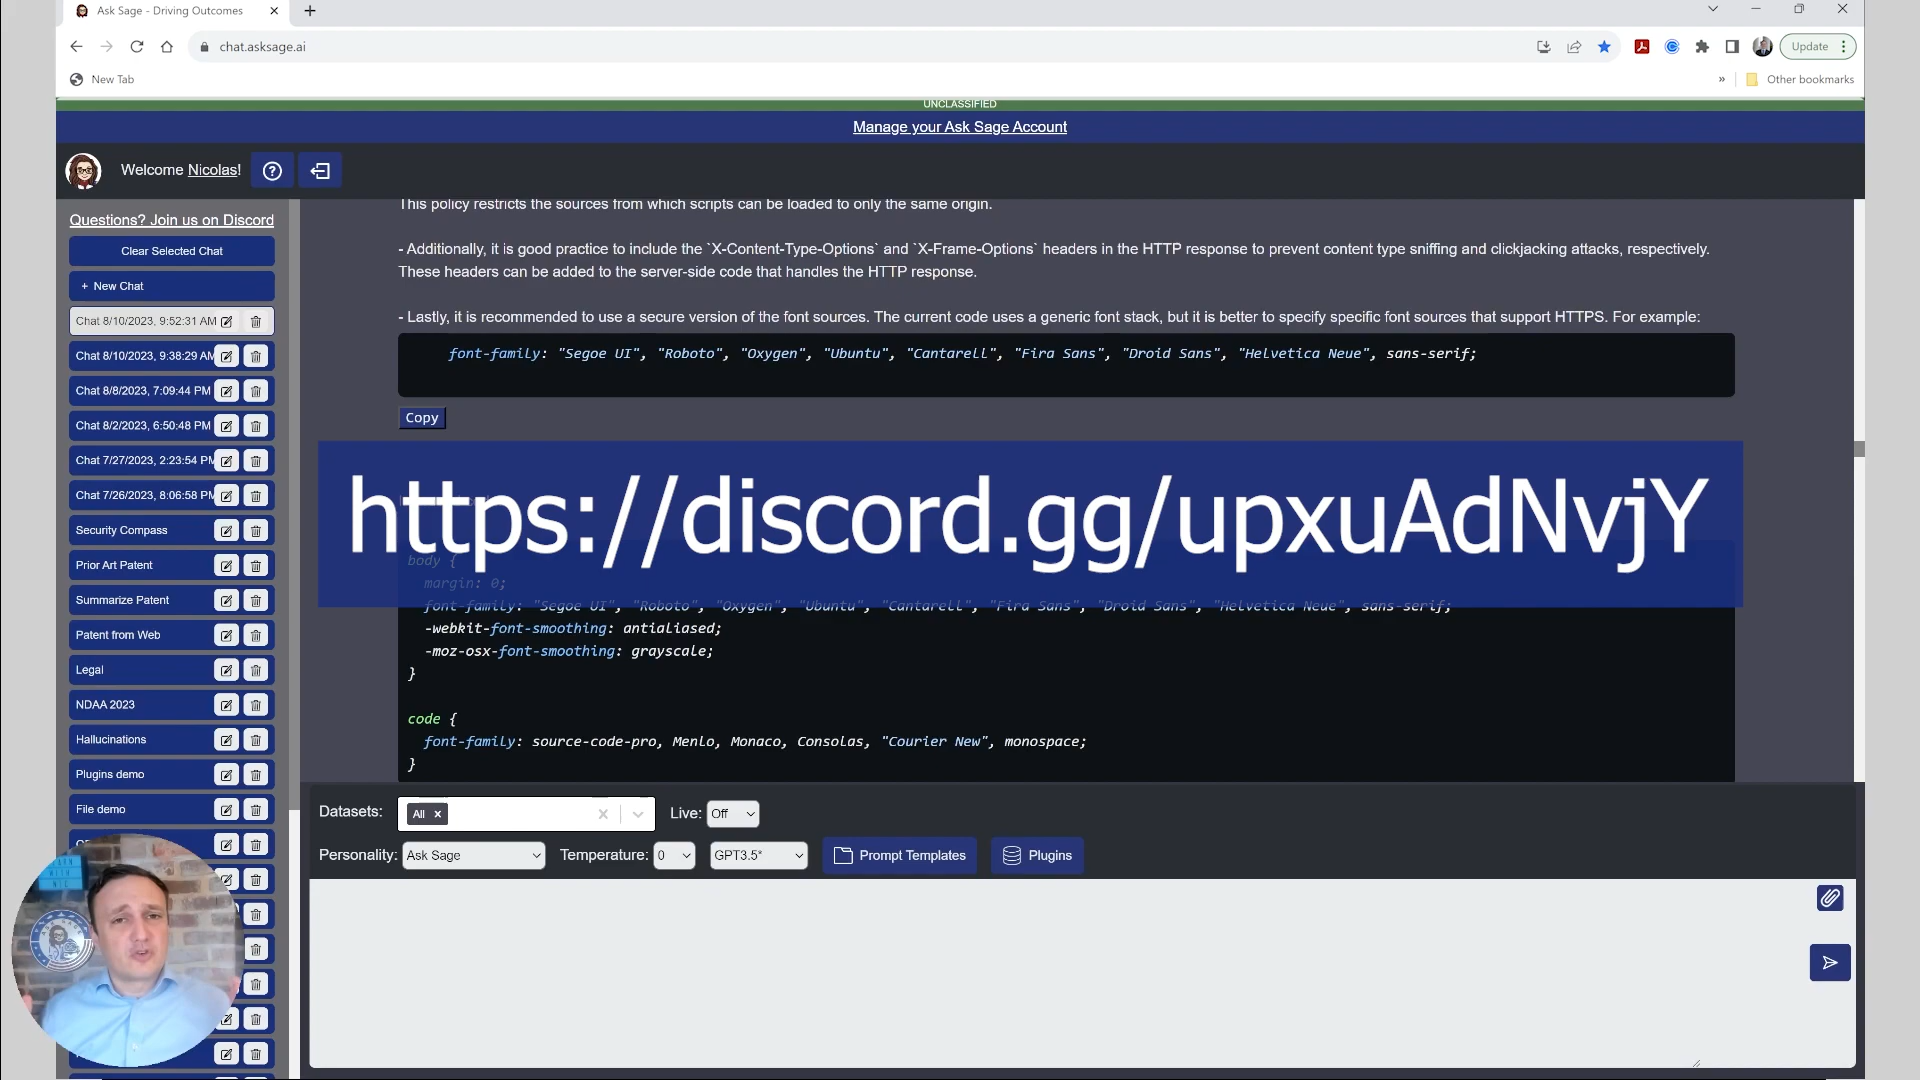 Ask Sage - Driving Outcomes
chat.asksage.ai
Update
New Tab
» Other bookmarks
UNCLASSIFIED
Manage your Ask Sage Account
Welcome Nicolas!
Questions? Join us on Discord
Clear Selected Chat
+ New Chat
Chat 8/10/2023, 9:52:31 AM
Chat 8/10/2023, 9:38:29 AM
Chat 8/8/2023, 7:09:44 PM
Chat 8/2/2023, 6:50:48 PM
Chat 7/27/2023, 2:23:54 PM
Chat 7/26/2023, 8:06:58 PM
Security Compass
Prior Art Patent
Summarize Patent
Patent from Web
Legal
NDAA 2023
Hallucinations
Plugins demo
File demo
This policy restricts the sources from which scripts can be loaded to only the same origin.
- Additionally, it is good practice to include the `X-Content-Type-Options` and `X-Frame-Options` headers in the HTTP response to prevent content type sniffing and clickjacking attacks, respectively.
These headers can be added to the server-side code that handles the HTTP response.
- Lastly, it is recommended to use a secure version of the font sources. The current code uses a generic font stack, but it is better to specify specific font sources that support HTTPS. For example:
font-family: "Segoe UI", "Roboto", "Oxygen", "Ubuntu", "Cantarell", "Fira Sans", "Droid Sans", "Helvetica Neue", sans-serif;
Copy
https://discord.gg/upxuAdNvjY
body {
margin: 0;
font-family: "Segoe UI", "Roboto", "Oxygen", "Ubuntu", "Cantarell", "Fira Sans", "Droid Sans", "Helvetica Neue", sans-serif;
-webkit-font-smoothing: antialiased;
-moz-osx-font-smoothing: grayscale;
}
code {
font-family: source-code-pro, Menlo, Monaco, Consolas, "Courier New", monospace;
}
Datasets: All Live: Off
Personality: Ask Sage Temperature: 0 GPT3.5* Prompt Templates Plugins